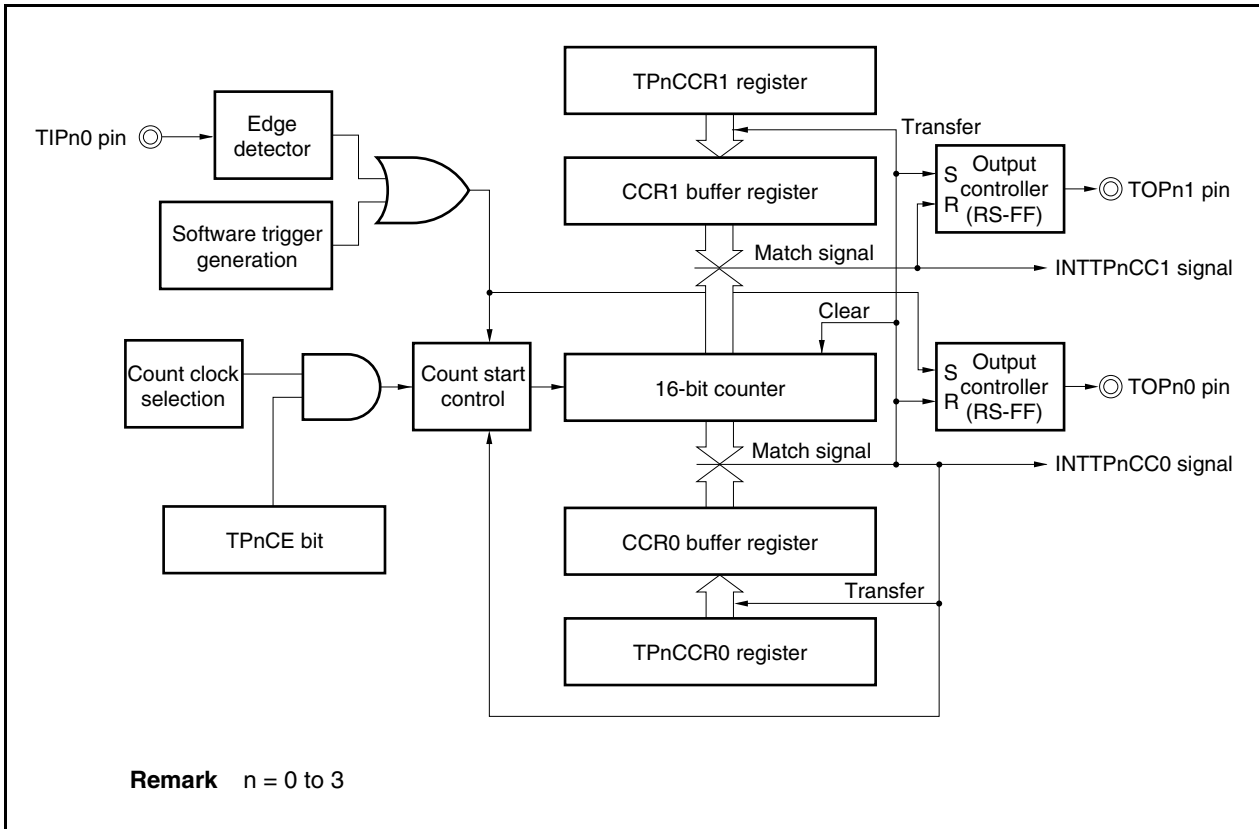 TPnCCR1 register
TIPn0 pin
Edge
detector
Transfer
CCR1 buffer register
S
R
Output
controller
(RS-FF)
TOPn1 pin
Software trigger
generation
Match signal
INTTPnCC1 signal
Clear
Count clock
selection
Count start
control
16-bit counter
S
R
Output
controller
(RS-FF)
TOPn0 pin
Match signal
INTTPnCC0 signal
TPnCE bit
CCR0 buffer register
Transfer
TPnCCR0 register
Remark n = 0 to 3